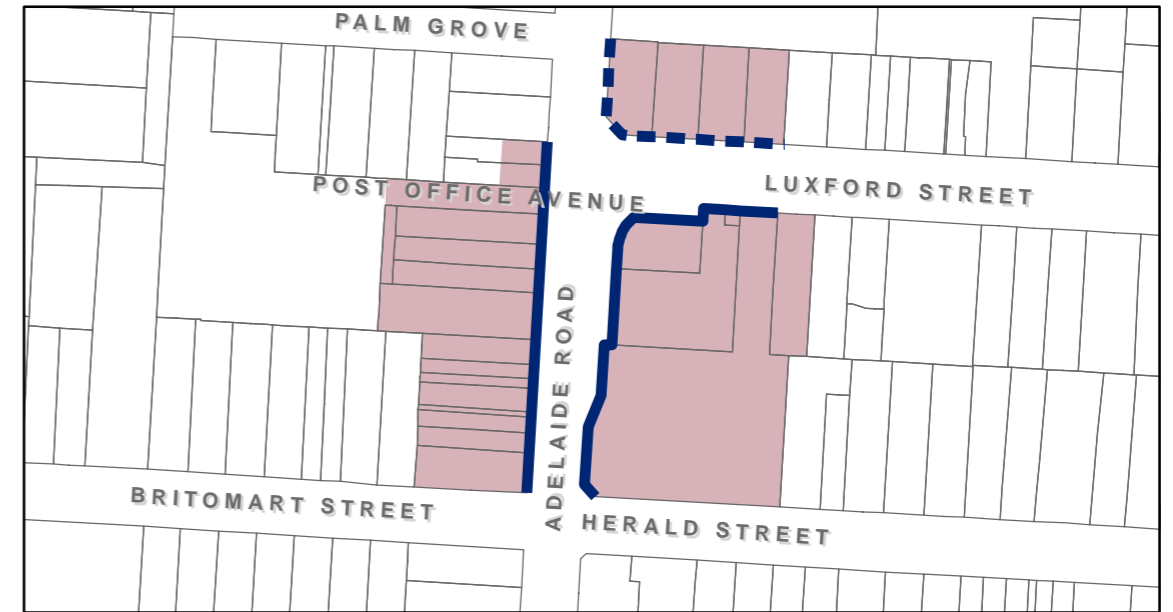 PALM GROVE
LUXFORD STREET
POST OFFICE AVENUE
ADELAIDE ROAD
BRITOMART STREET
HERALD STREET